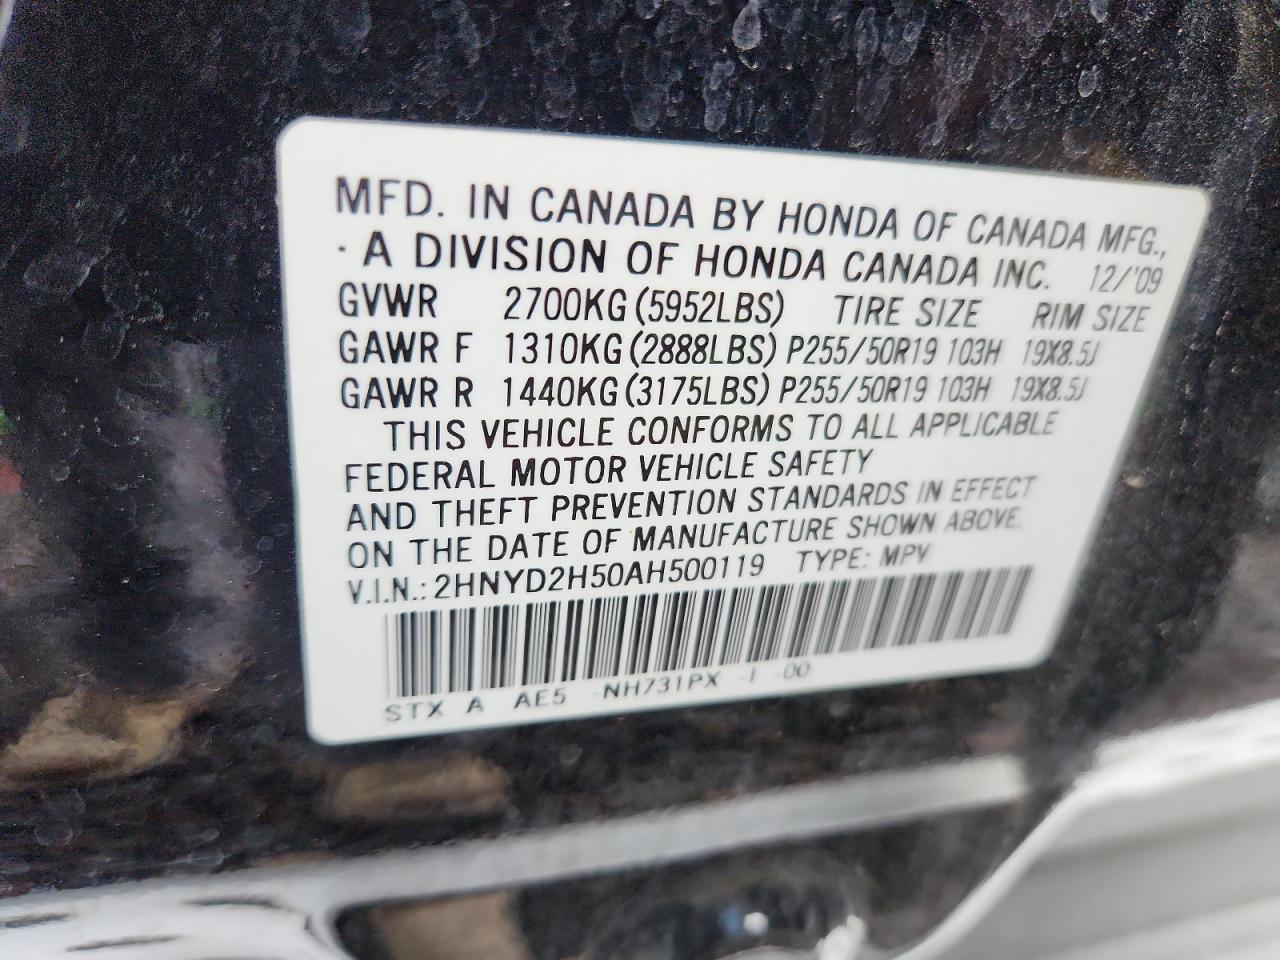 MFD. IN CANADA BY HONDA OF CANADA MFG.,
· A DIVISION OF HONDA CANADA INC. 12/'09
GVWR 2700KG (5952LBS) TIRE SIZE RIM SIZE
GAWR F 1310KG (2888LBS) P255/50R19 103H 19X8.5J
GAWR R 1440KG (3175LBS) P255/50R19 103H 19X8.5J
THIS VEHICLE CONFORMS TO ALL APPLICABLE
FEDERAL MOTOR VEHICLE SAFETY
AND THEFT PREVENTION STANDARDS IN EFFECT
ON THE DATE OF MANUFACTURE SHOWN ABOVE.
V.I.N.: 2HNYD2H50AH500119 TYPE: MPV
STX A AE5 -NH731PX -I -00